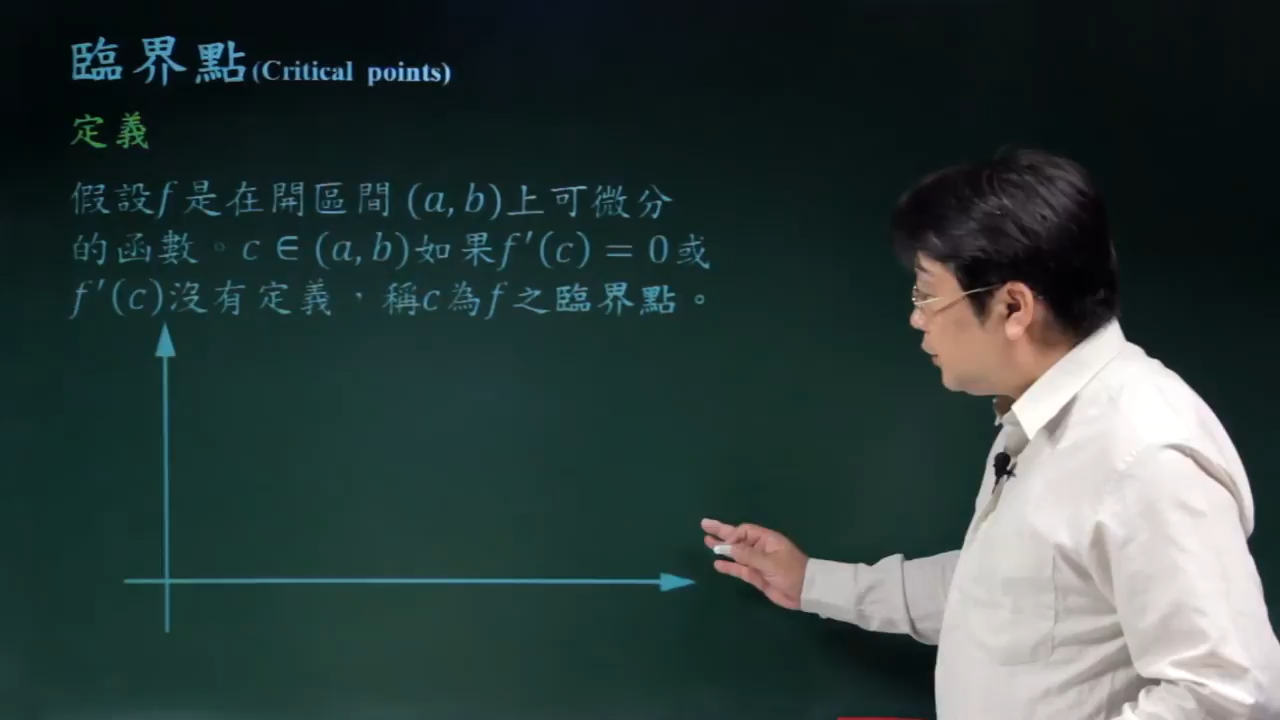 臨界點(Critical points)
定義
假設f是在開區間 (a, b)上可微分
的函數。c ∈ (a, b)如果f′(c) = 0或
f′(c)沒有定義，稱c為f之臨界點。